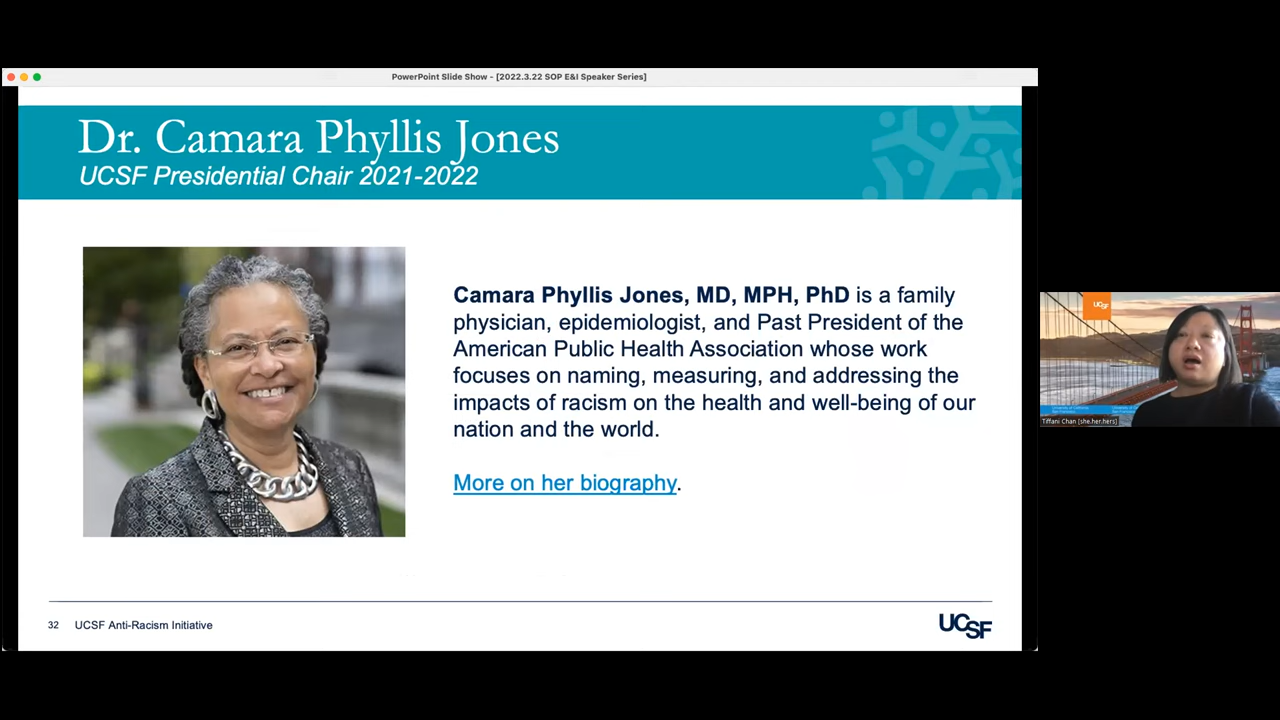 PowerPoint Slide Show - [2022.3.22 SOP E&I Speaker Series]
Dr. Camara Phyllis Jones
UCSF Presidential Chair 2021-2022
Camara Phyllis Jones, MD, MPH, PhD is a family
physician, epidemiologist, and Past President of the
American Public Health Association whose work
focuses on naming, measuring, and addressing the
impacts of racism on the health and well-being of our
nation and the world.
More on her biography.
32 UCSF Anti-Racism Initiative
UCSF
UCSF
Tiffani Chan [she.her.hers]